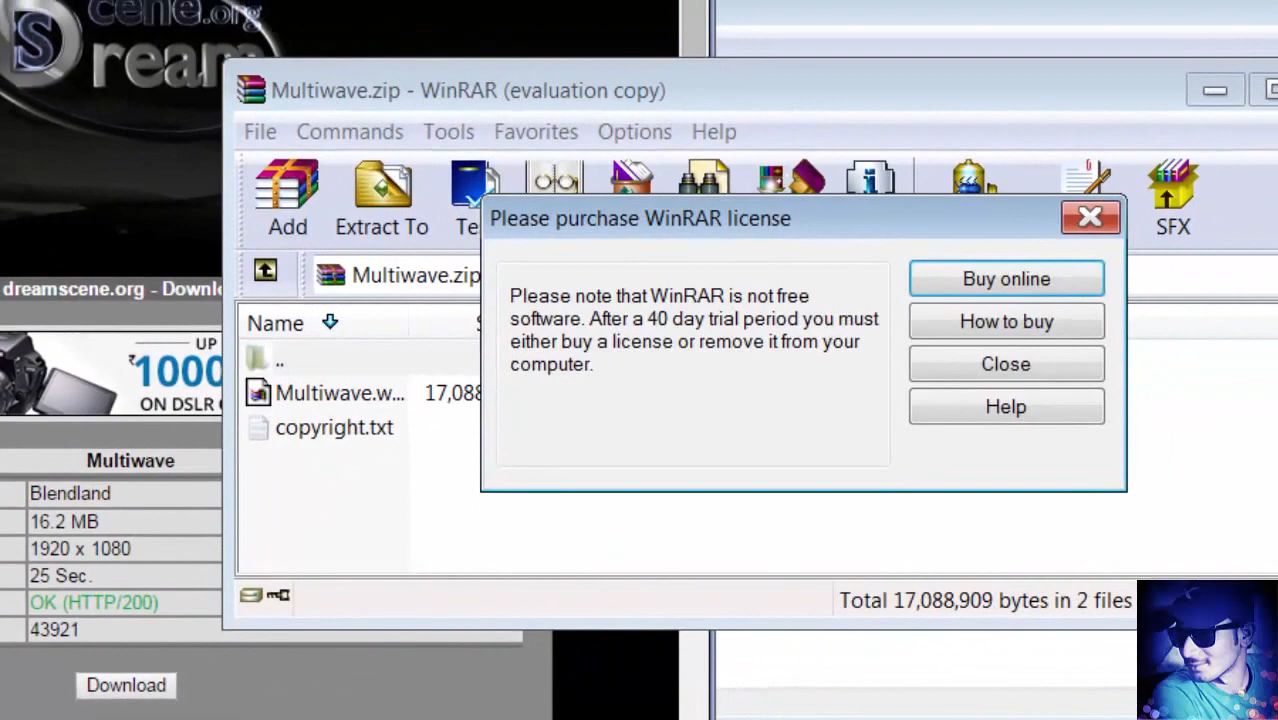 cene.org
Dream
Multiwave.zip - WinRAR (evaluation copy)
File Commands Tools Favorites Options Help
Add Extract To SFX
Multiwave.zip
Please purchase WinRAR license
Please note that WinRAR is not free
software. After a 40 day trial period you must
either buy a license or remove it from your
computer.
Buy online
How to buy
Close
Help
Name
..
Multiwave.w... 17,088
copyright.txt
Total 17,088,909 bytes in 2 files
dreamscene.org - Downl
UP
₹1000
ON DSLR
Multiwave
Blendland
16.2 MB
1920 x 1080
25 Sec.
OK (HTTP/200)
43921
Download